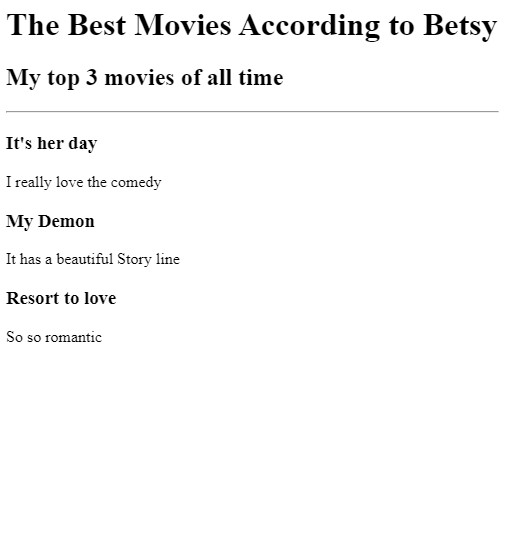 The Best Movies According to Betsy
My top 3 movies of all time
It's her day
I really love the comedy
My Demon
It has a beautiful Story line
Resort to love
So so romantic